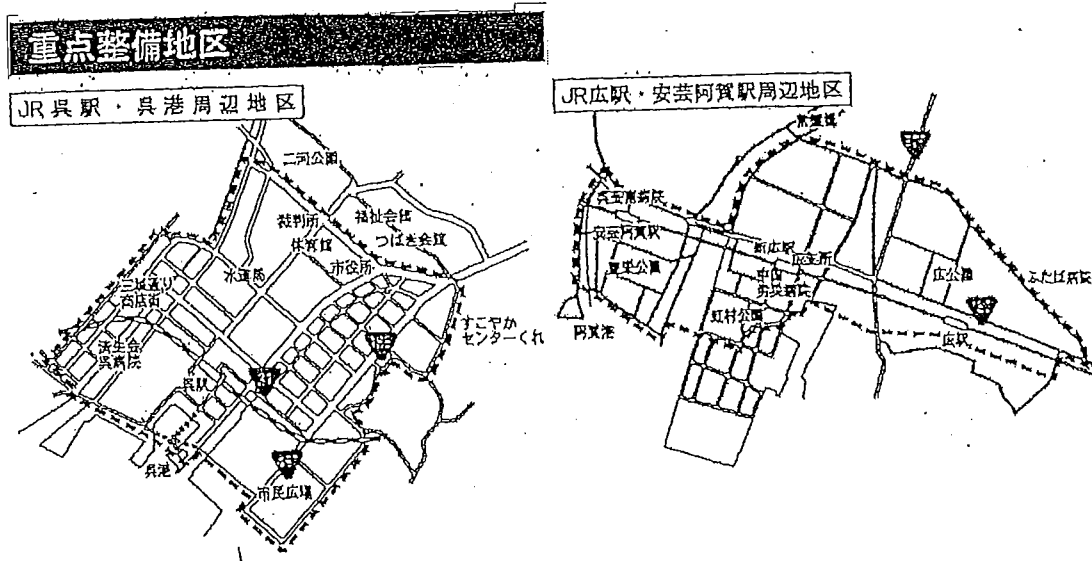 重点整備地区
JR呉駅・呉港周辺地区
二河公園
裁判所
福祉会館
体育館
つばき会館
水道局
市役所
三城通り
商店街
すこやか
センターくれ
済生会
呉病院
呉駅
呉港
市民広場
JR広駅・安芸阿賀駅周辺地区
安芸阿賀駅
新広駅
広支所
中国
労災病院
広公園
虹村公園
阿賀港
広駅